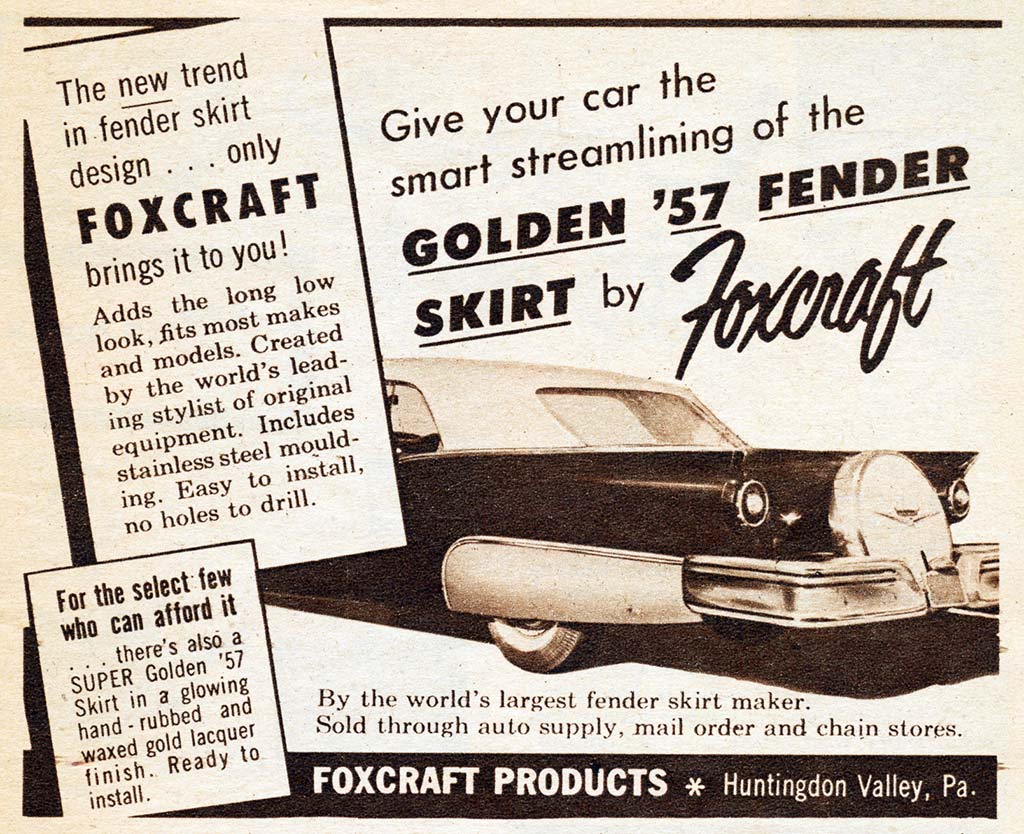 The new trend
in fender skirt
design . . . only
FOXCRAFT
brings it to you!
Adds the long low
look, fits most makes
and models. Created
by the world's lead-
ing stylist of original
equipment. Includes
stainless steel mould-
ing. Easy to install,
no holes to drill.
For the select few
who can afford it
. . . there's also a
SUPER Golden '57
Skirt in a glowing
hand-rubbed and
waxed gold lacquer
finish. Ready to
install.
Give your car the
smart streamlining of the
GOLDEN '57 FENDER
SKIRT by Foxcraft
By the world's largest fender skirt maker.
Sold through auto supply, mail order and chain stores.
FOXCRAFT PRODUCTS * Huntingdon Valley, Pa.